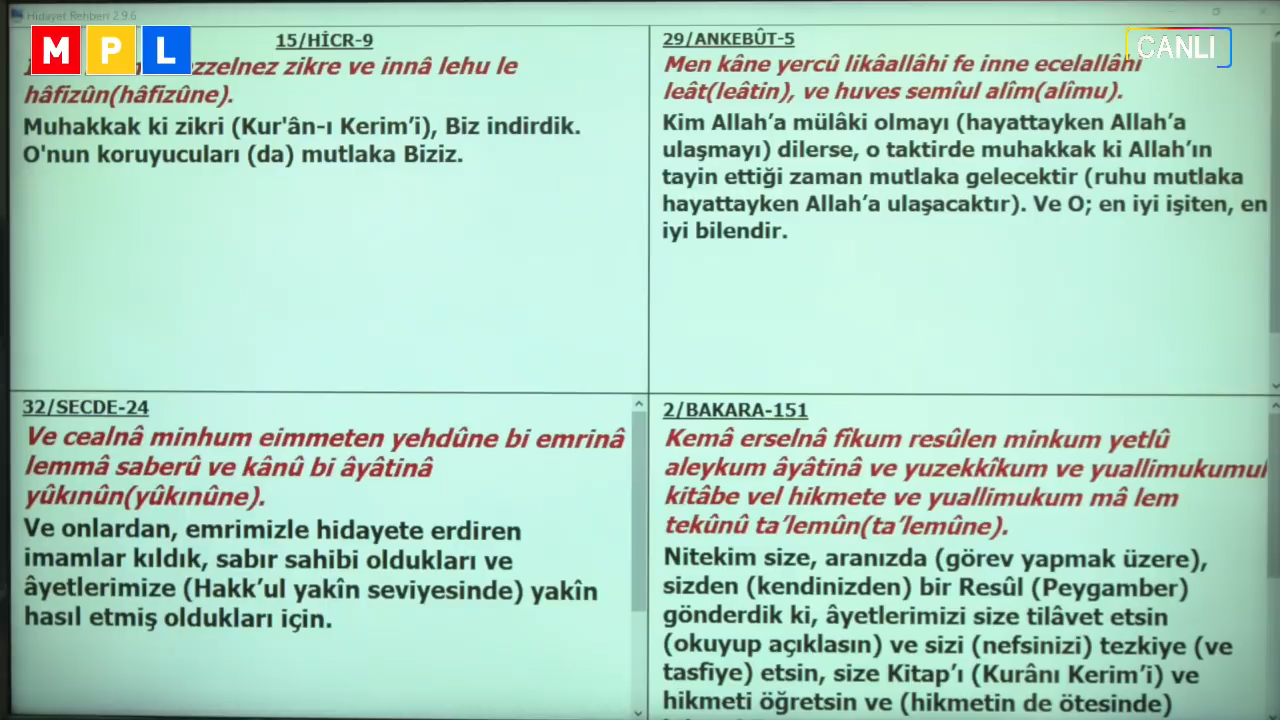 Hidayet Rehberi 2.9.6
M P L
CANLI
15/HİCR-9
zzelnez zikre ve innâ lehu le
hâfizûn(hâfizûne).
Muhakkak ki zikri (Kur'ân-ı Kerim’i), Biz indirdik.
O'nun koruyucuları (da) mutlaka Biziz.
29/ANKEBÛT-5
Men kâne yercû likâallâhi fe inne ecelallâhi
leât(leâtin), ve huves semîul alîm(alîmu).
Kim Allah’a mülâki olmayı (hayattayken Allah’a
ulaşmayı) dilerse, o taktirde muhakkak ki Allah’ın
tayin ettiği zaman mutlaka gelecektir (ruhu mutlaka
hayattayken Allah’a ulaşacaktır). Ve O; en iyi işiten, en
iyi bilendir.
32/SECDE-24
Ve cealnâ minhum eimmeten yehdûne bi emrinâ
lemmâ saberû ve kânû bi âyâtinâ
yûkınûn(yûkınûne).
Ve onlardan, emrimizle hidayete erdiren
imamlar kıldık, sabır sahibi oldukları ve
âyetlerimize (Hakk’ul yakîn seviyesinde) yakîn
hasıl etmiş oldukları için.
2/BAKARA-151
Kemâ erselnâ fîkum resûlen minkum yetlû
aleykum âyâtinâ ve yuzekkîkum ve yuallimukumul
kitâbe vel hikmete ve yuallimukum mâ lem
tekûnû ta’lemûn(ta’lemûne).
Nitekim size, aranızda (görev yapmak üzere),
sizden (kendinizden) bir Resûl (Peygamber)
gönderdik ki, âyetlerimizi size tilâvet etsin
(okuyup açıklasın) ve sizi (nefsinizi) tezkiye (ve
tasfiye) etsin, size Kitap’ı (Kurânı Kerim’i) ve
hikmeti öğretsin ve (hikmetin de ötesinde)